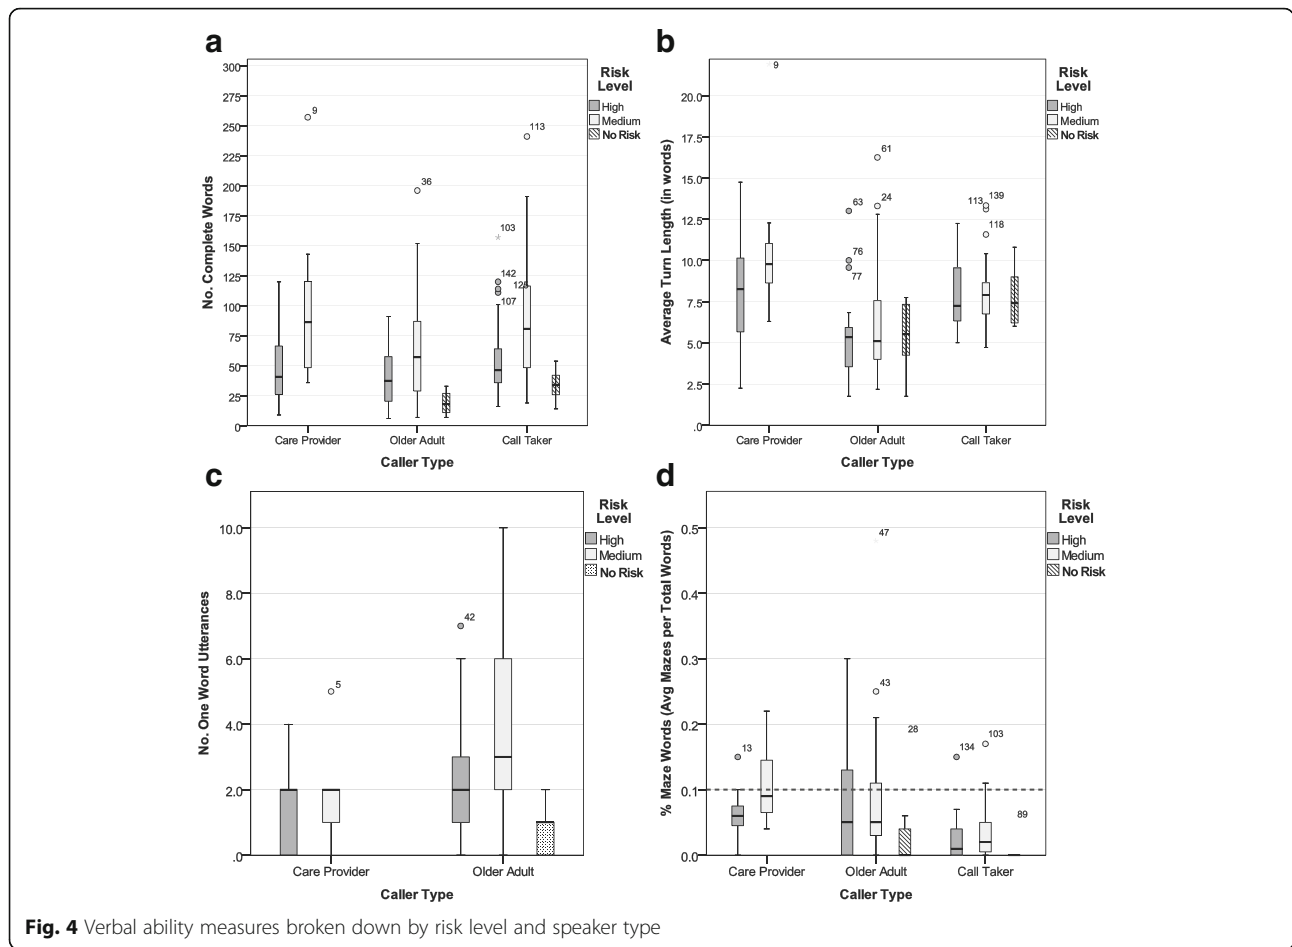 a
300
275
250
225
200
175
150
125
100
75
50
25
0
No. Complete Words
9
36
113
103
142
125
107
Care Provider
Older Adult
Call Taker
Caller Type
Risk
Level
High
Medium
No Risk
b
20.0
17.5
15.0
12.5
10.0
7.5
5.0
2.5
.0
Average Turn Length (in words)
9
61
24
63
76
77
113
139
118
Care Provider
Older Adult
Call Taker
Caller Type
Risk
Level
High
Medium
No Risk
c
10.0
8.0
6.0
4.0
2.0
.0
No. One Word Utterances
5
42
Care Provider
Older Adult
Caller Type
Risk
Level
High
Medium
No Risk
d
0.5
0.4
0.3
0.2
0.1
0.0
% Maze Words (Avg Mazes per Total Words)
47
43
28
13
134
103
89
Care Provider
Older Adult
Call Taker
Caller Type
Risk
Level
High
Medium
No Risk
Fig. 4 Verbal ability measures broken down by risk level and speaker type